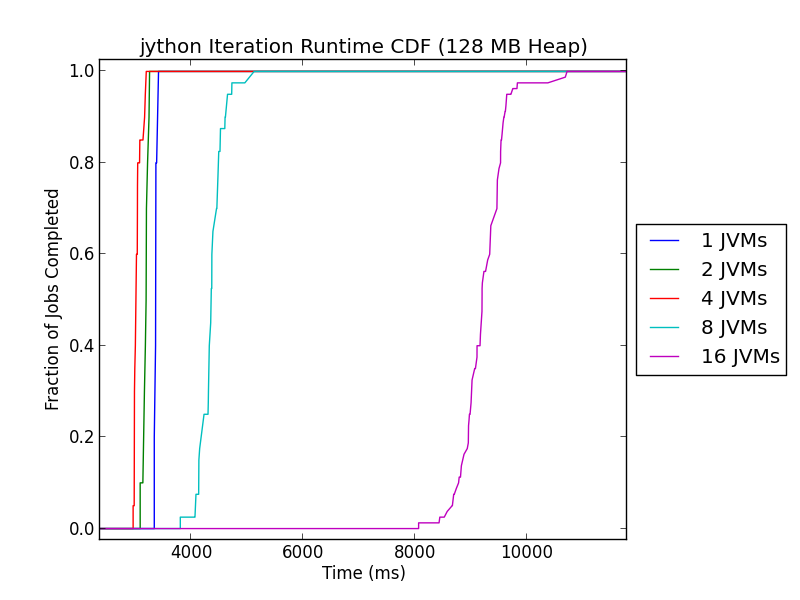 jython Iteration Runtime CDF (128 MB Heap)
Fraction of Jobs Completed
1.0
0.8
0.6
0.4
0.2
0.0
4000 6000 8000 10000
Time (ms)
1 JVMs
2 JVMs
4 JVMs
8 JVMs
16 JVMs